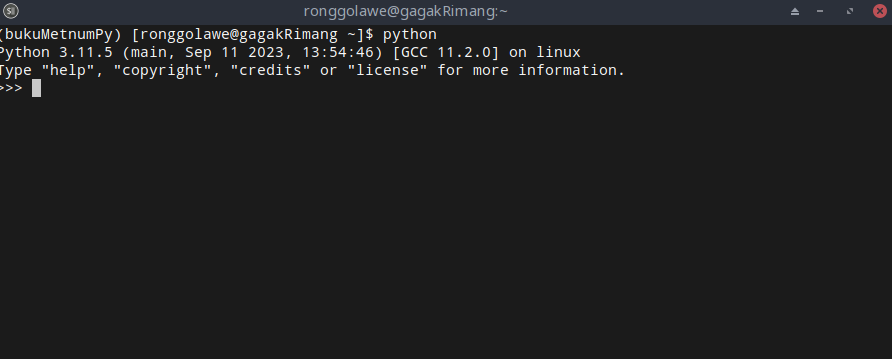 ronggolawe@gagakRimang:~
(bukuMetnumPy) [ronggolawe@gagakRimang ~]$ python
Python 3.11.5 (main, Sep 11 2023, 13:54:46) [GCC 11.2.0] on linux
Type "help", "copyright", "credits" or "license" for more information.
>>>